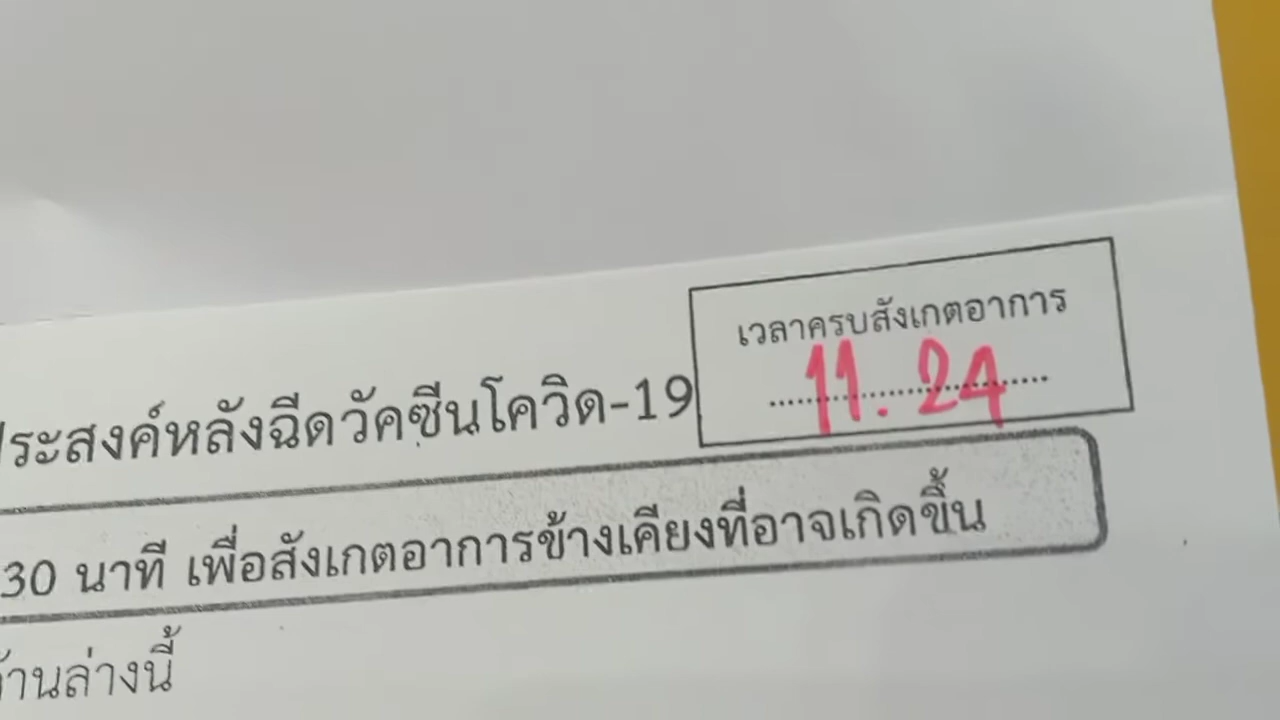 เวลาครบสังเกตอาการ
11.24
ประสงค์หลังฉีดวัคซีนโควิด-19
30 นาที เพื่อสังเกตอาการข้างเคียงที่อาจเกิดขึ้น
ด้านล่างนี้